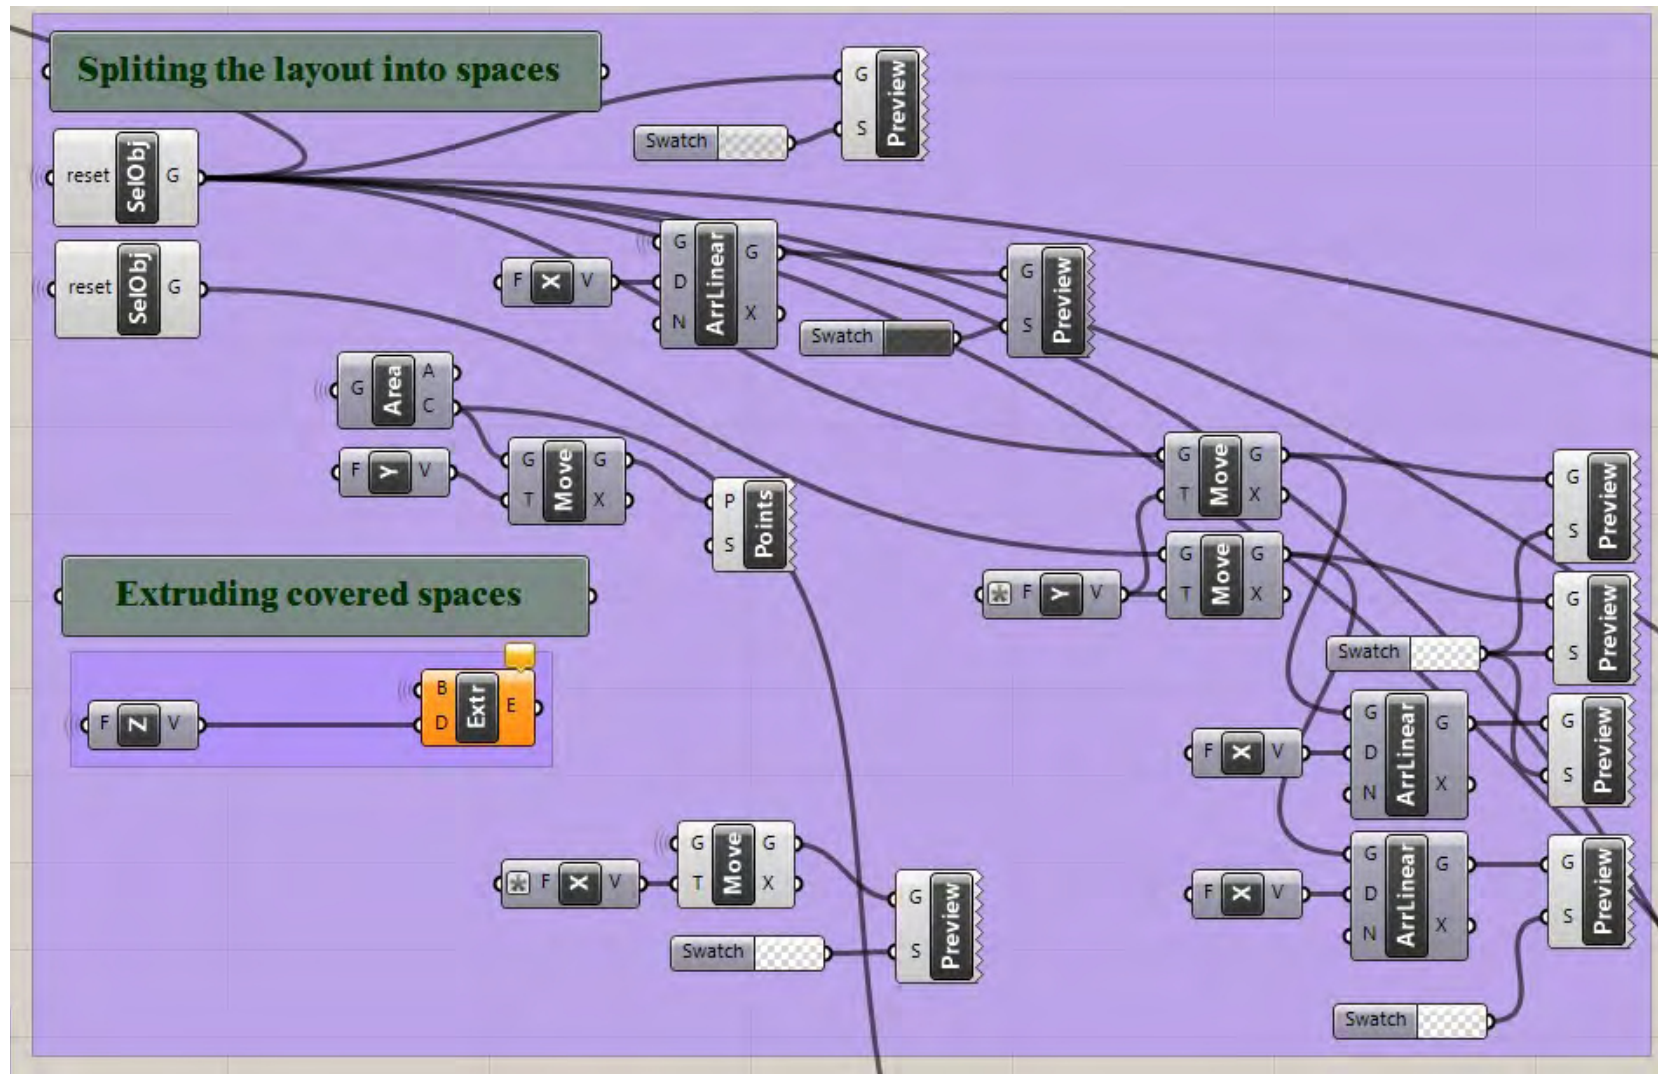 Spliting the layout into spaces
G
S
Preview
Swatch
reset
SelObj
G
reset
SelObj
G
F
X
V
G
D
N
ArrLinear
G
X
G
S
Preview
Swatch
G
Area
A
C
F
Y
V
G
T
Move
G
X
P
S
Points
G
T
Move
G
X
G
T
Move
G
X
F
Y
V
G
S
Preview
G
S
Preview
Swatch
Extruding covered spaces
F
Z
V
B
D
Extr
E
F
X
V
G
D
N
ArrLinear
G
X
G
S
Preview
F
X
V
G
T
Move
G
X
G
S
Preview
Swatch
F
X
V
G
D
N
ArrLinear
G
X
G
S
Preview
Swatch